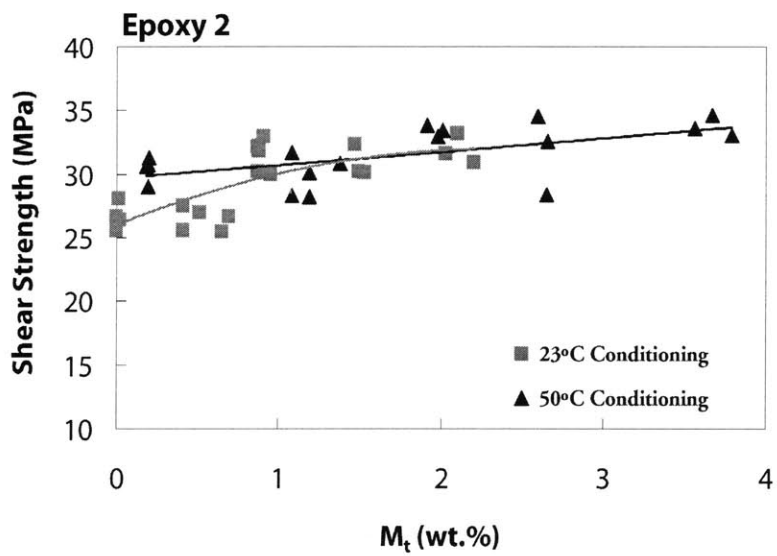 Epoxy 2
Shear Strength (MPa)
40
35
30
25
20
15
10
0
1
2
3
4
Mt (wt.%)
23°C Conditioning
50°C Conditioning